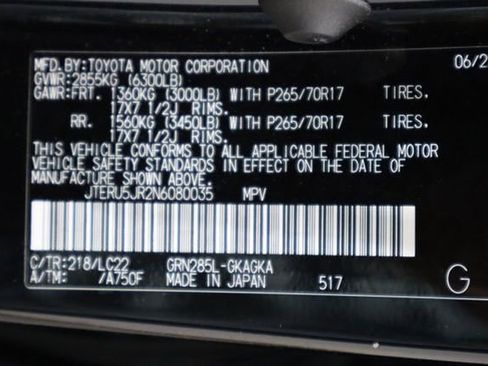 MFD.BY:TOYOTA MOTOR CORPORATION 06/2
GVWR:2855KG (6300LB)
GAWR:FRT. 1360KG (3000LB) WITH P265/70R17 TIRES.
17X7 1/2J RIMS.
RR. 1560KG (3450LB) WITH P265/70R17 TIRES.
17X7 1/2J RIMS.
THIS VEHICLE CONFORMS TO ALL APPLICABLE FEDERAL MOTOR
VEHICLE SAFETY STANDARDS IN EFFECT ON THE DATE OF
MANUFACTURE SHOWN ABOVE.
JTERU5JR2N6080035 MPV
C/TR:218/LC22 GRN285L-GKAGKA
A/TM: /A750F MADE IN JAPAN 517 G